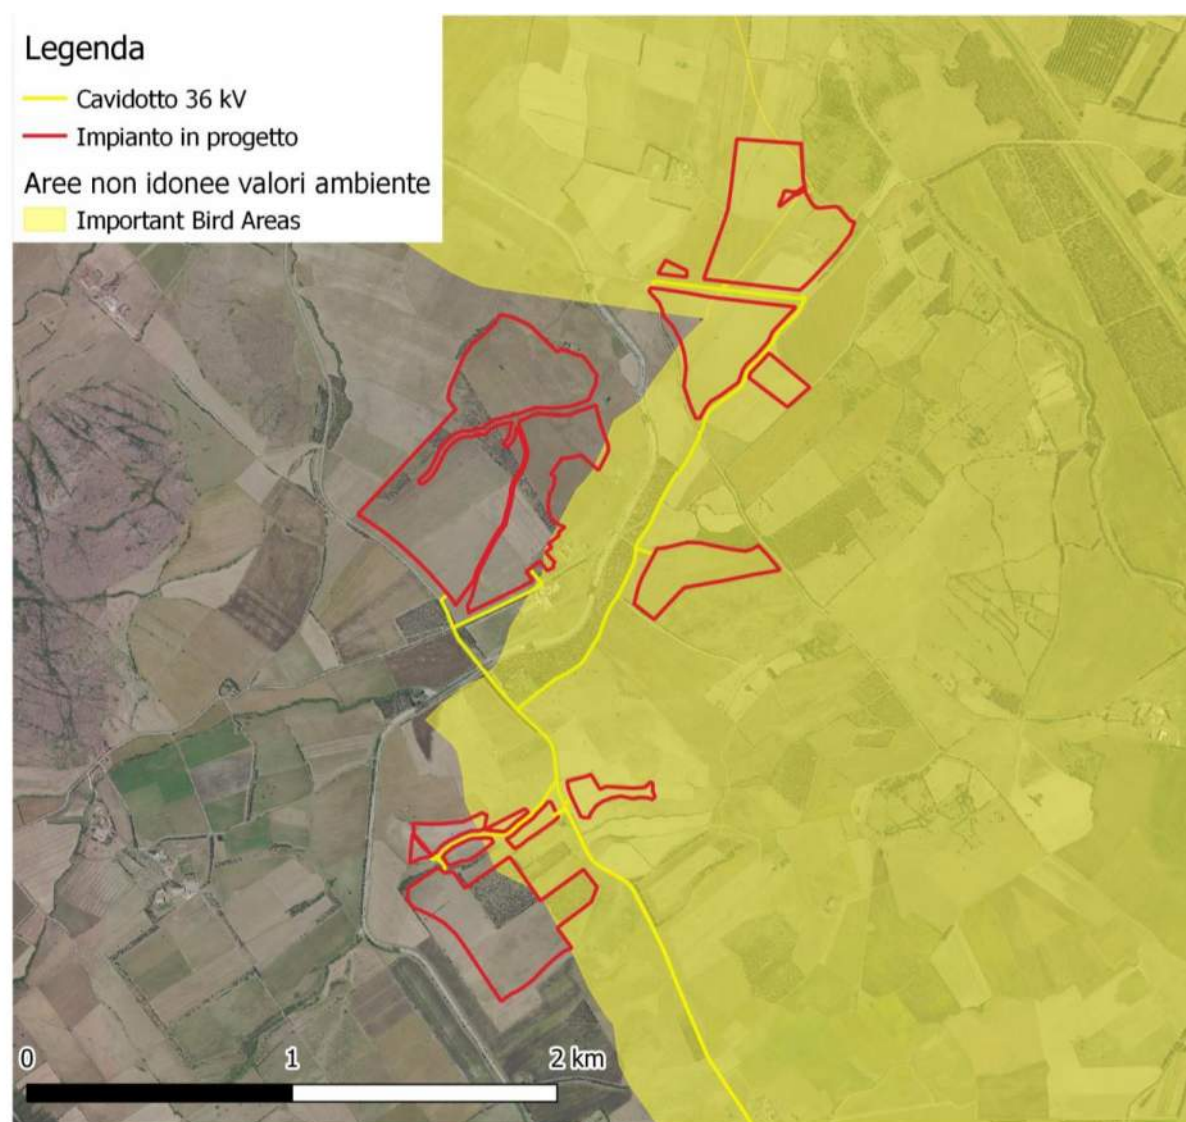 Legenda
Cavidotto 36 kV
Impianto in progetto
Aree non idonee valori ambiente
Important Bird Areas
0 1 2 km